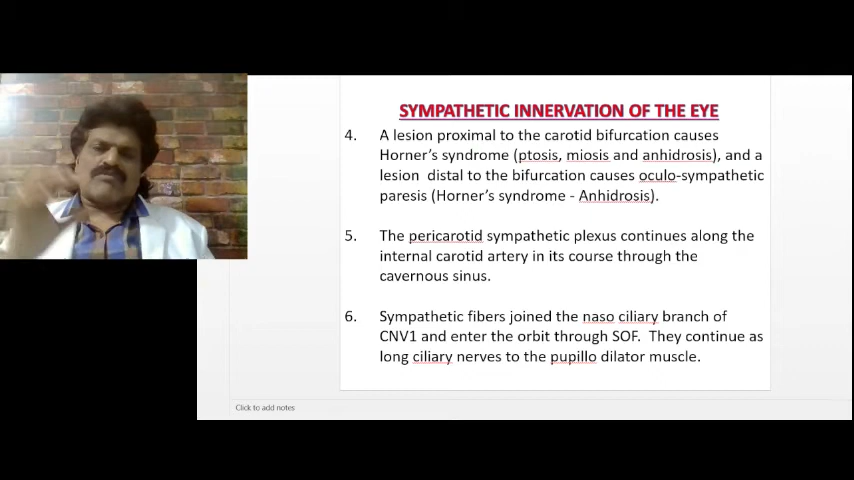 SYMPATHETIC INNERVATION OF THE EYE
4. A lesion proximal to the carotid bifurcation causes
Horner's syndrome (ptosis, miosis and anhidrosis), and a
lesion distal to the bifurcation causes oculo-sympathetic
paresis (Horner's syndrome - Anhidrosis).
5. The pericarotid sympathetic plexus continues along the
internal carotid artery in its course through the
cavernous sinus.
6. Sympathetic fibers joined the naso ciliary branch of
CNV1 and enter the orbit through SOF. They continue as
long ciliary nerves to the pupillo dilator muscle.
Click to add notes